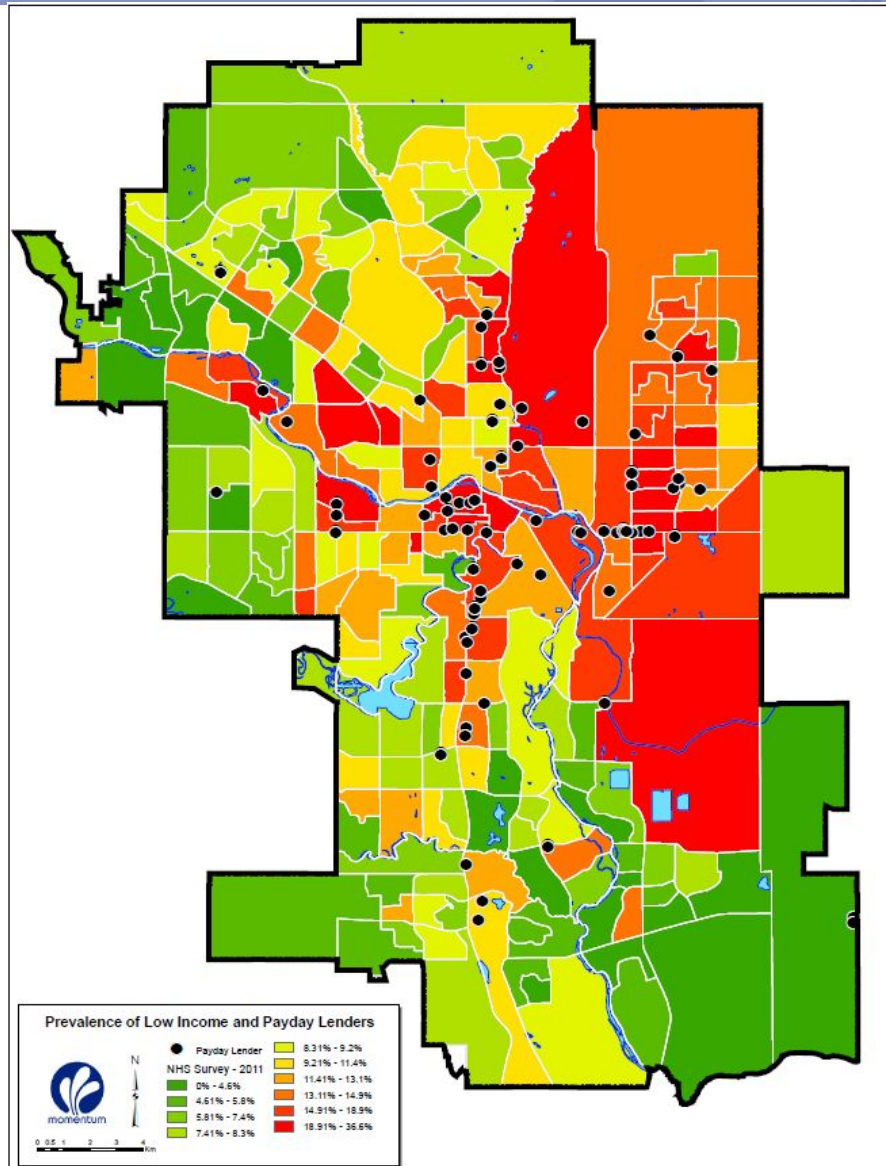 Prevalence of Low Income and Payday Lenders
Payday Lender
NHS Survey - 2011
0% - 4.6%
4.61% - 5.8%
5.81% - 7.4%
7.41% - 8.3%
8.31% - 9.2%
9.21% - 11.4%
11.41% - 13.1%
13.11% - 14.9%
14.91% - 18.9%
18.91% - 36.6%
momentum
N
0 0.5 1 2 3 4
Km